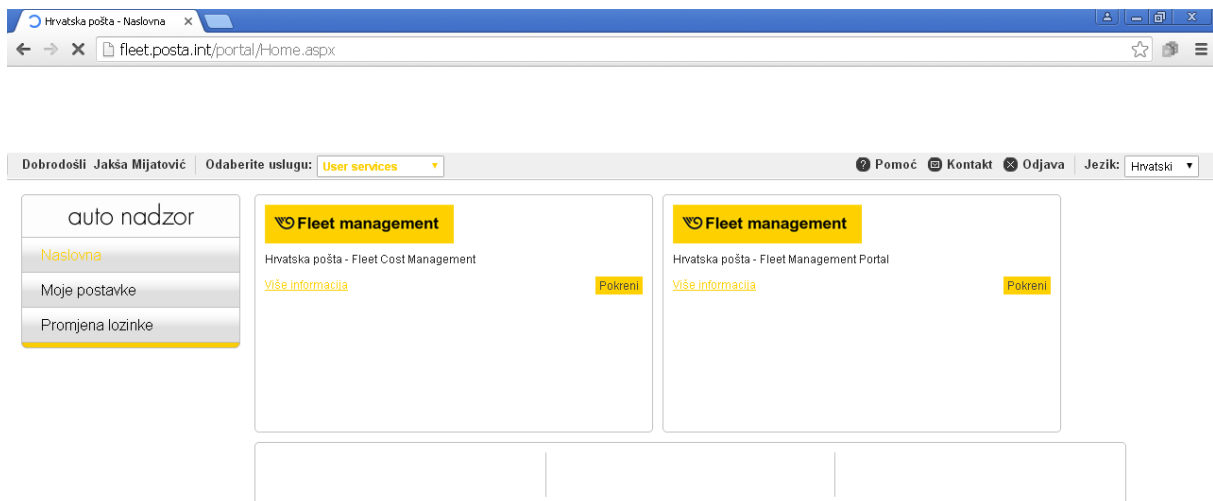 Hrvatska pošta - Naslovna
fleet.posta.int/portal/Home.aspx
Dobrodošli Jakša Mijatović Odaberite uslugu: User services Pomoć Kontakt Odjava Jezik: Hrvatski
auto nadzor
Naslovna
Moje postavke
Promjena lozinke
Fleet management
Hrvatska pošta - Fleet Cost Management
Više informacija Pokreni
Fleet management
Hrvatska pošta - Fleet Management Portal
Više informacija Pokreni